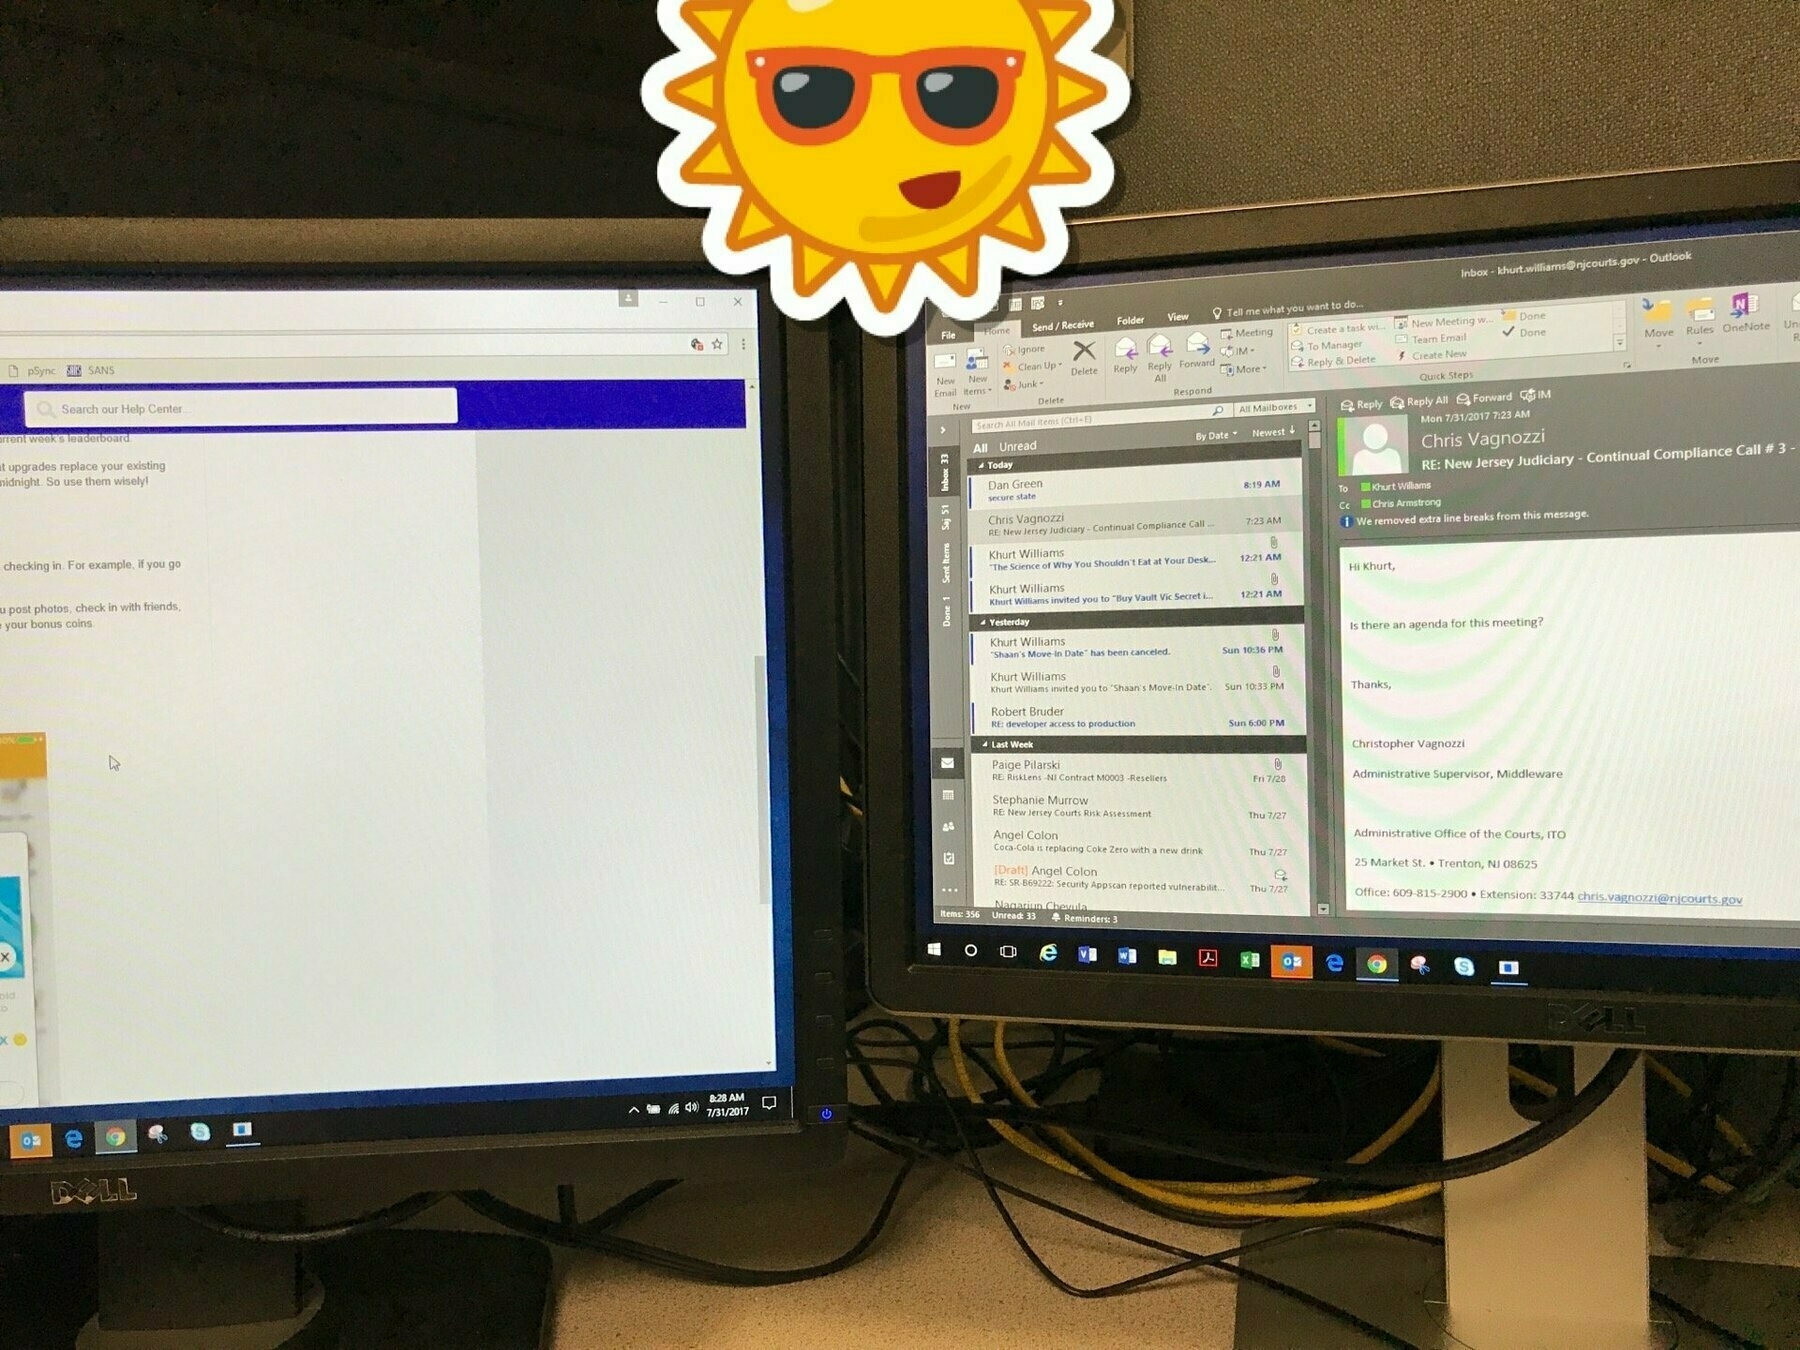 pSync
SANS
Search our Help Center
current week's leaderboard.
upgrades replace your existing
midnight. So use them wisely!
checking in. For example, if you go
post photos, check in with friends,
your bonus coins.
8:28 AM
7/31/2017
DELL
Inbox - khurt.williams@njcourts.gov - Outlook
File
Home
Send / Receive
Folder
View
Tell me what you want to do...
New
Email
New
Items
New
Ignore
Clean Up
Junk
Delete
Delete
Reply
Reply
All
Forward
Meeting
IM
More
Respond
Create a task wi...
To Manager
Reply & Delete
New Meeting w...
Team Email
Create New
Done
Done
Quick Steps
Move
Rules
OneNote
Move
Search All Mail Items (Ctrl+E)
All Mailboxes
All Unread
By Date
Newest
Inbox 33
Saj 51
Sent Items
Done 1
Today
Dan Green
secure state
8:19 AM
Chris Vagnozzi
RE: New Jersey Judiciary - Continual Compliance Call ...
7:23 AM
Khurt Williams
"The Science of Why You Shouldn't Eat at Your Desk...
12:21 AM
Khurt Williams
Khurt Williams invited you to "Buy Vault Vic Secret i...
12:21 AM
Yesterday
Khurt Williams
"Shaan's Move-In Date" has been canceled.
Sun 10:36 PM
Khurt Williams
Khurt Williams invited you to "Shaan's Move-In Date".
Sun 10:33 PM
Robert Bruder
RE: developer access to production
Sun 6:00 PM
Last Week
Paige Pilarski
RE: RiskLens -NJ Contract M0003 -Resellers
Fri 7/28
Stephanie Murrow
RE: New Jersey Courts Risk Assessment
Thu 7/27
Angel Colon
Coca-Cola is replacing Coke Zero with a new drink
Thu 7/27
[Draft] Angel Colon
RE: SR-B69222: Security Appscan reported vulnerabilit...
Thu 7/27
Nagarjun Chevula
Items: 356
Unread: 33
Reminders: 3
Reply
Reply All
Forward
IM
Mon 7/31/2017 7:23 AM
Chris Vagnozzi
RE: New Jersey Judiciary - Continual Compliance Call # 3 -
To Khurt Williams
Cc Chris Armstrong
We removed extra line breaks from this message.
Hi Khurt,
Is there an agenda for this meeting?
Thanks,
Christopher Vagnozzi
Administrative Supervisor, Middleware
Administrative Office of the Courts, ITO
25 Market St. • Trenton, NJ 08625
Office: 609-815-2900 • Extension: 33744 chris.vagnozzi@njcourts.gov
DELL